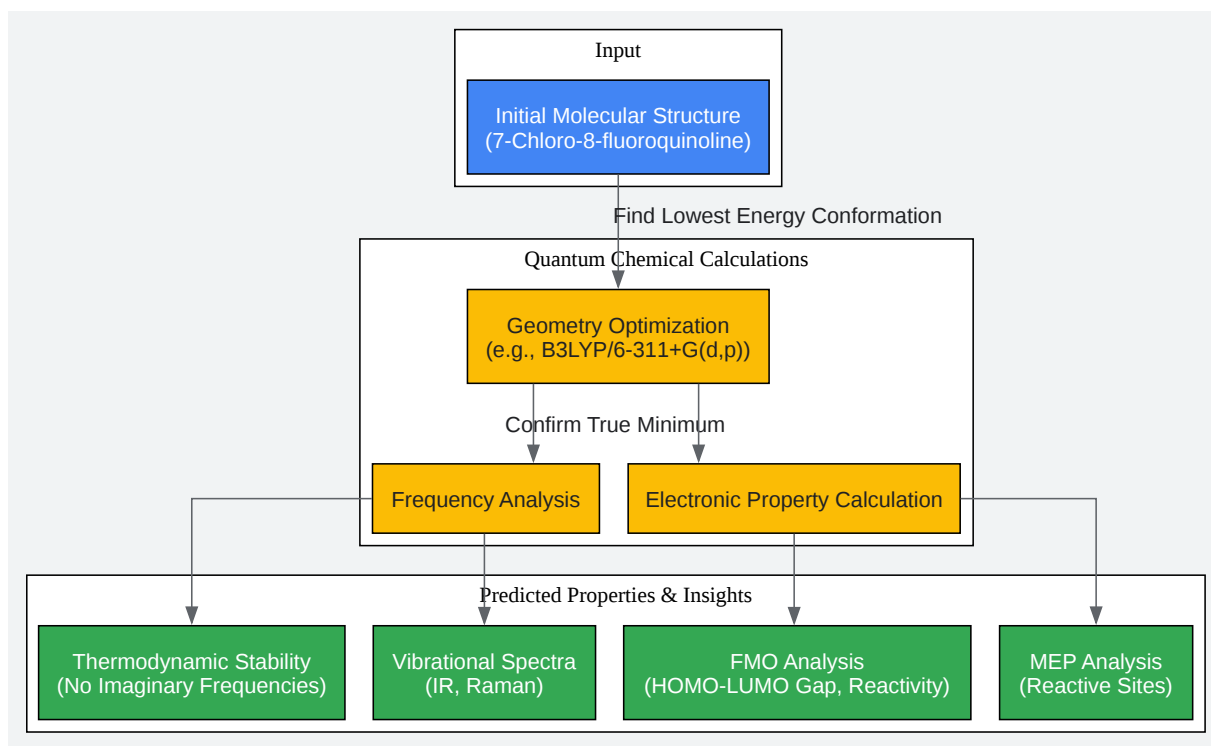 Input
Initial Molecular Structure
(7-Chloro-8-fluoroquinoline)
Find Lowest Energy Conformation
Quantum Chemical Calculations
Geometry Optimization
(e.g., B3LYP/6-311+G(d,p))
Confirm True Minimum
Frequency Analysis
Electronic Property Calculation
Predicted Properties & Insights
Thermodynamic Stability
(No Imaginary Frequencies)
Vibrational Spectra
(IR, Raman)
FMO Analysis
(HOMO-LUMO Gap, Reactivity)
MEP Analysis
(Reactive Sites)